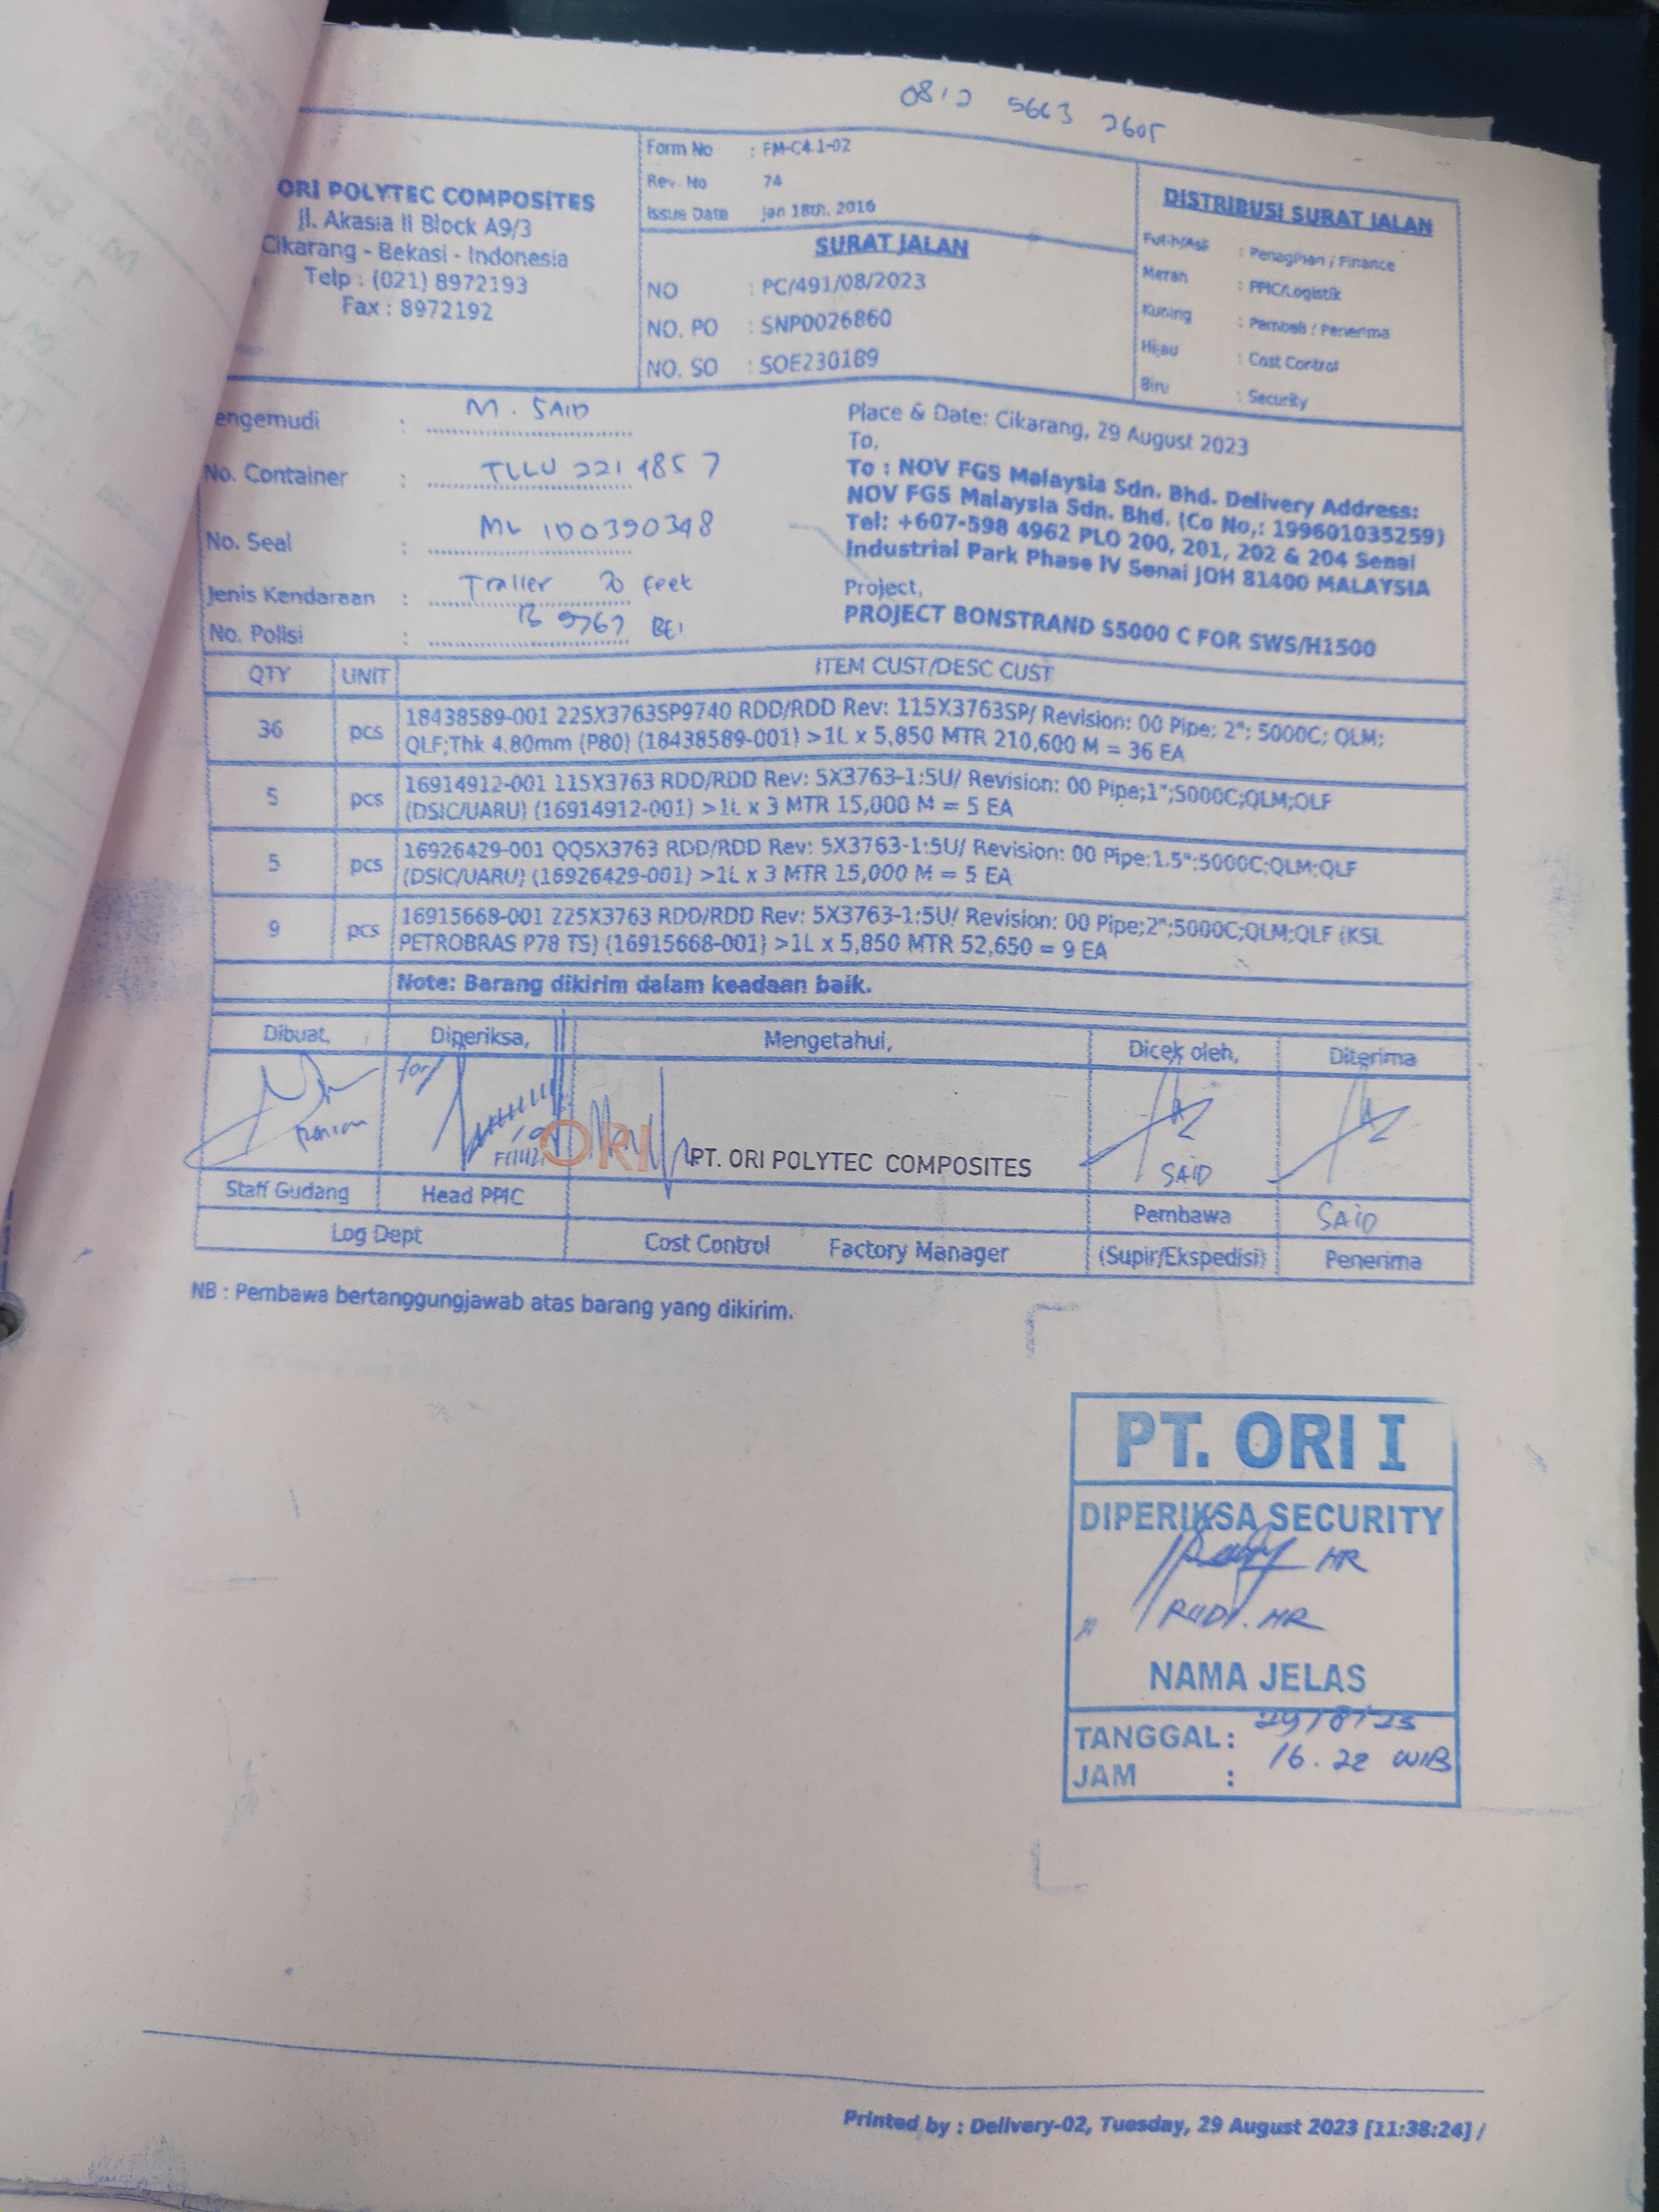 0812 5663 2605
ORI POLYTEC COMPOSITES
Jl. Akasia II Block A9/3
Cikarang - Bekasi - Indonesia
Telp : (021) 8972193
Fax : 8972192
Form No : FM-C4.1-02
Rev. No 74
Issue Date Jan 18th, 2016
SURAT JALAN
NO : PC/491/08/2023
NO. PO : SNP0026860
NO. SO : SOE230189
DISTRIBUSI SURAT JALAN
Putih/Asli : Penagihan / Finance
Merah : PPIC/Logistik
Kuning : Pembeli / Penerima
Hijau : Cost Control
Biru : Security
engemudi : M. SAID
No. Container : TLLU 221 4857
No. Seal : ML 100390348
Jenis Kendaraan : Trailer 20 feet
No. Polisi : B 9767 BEI
Place & Date: Cikarang, 29 August 2023
To,
To : NOV FGS Malaysia Sdn. Bhd. Delivery Address:
NOV FGS Malaysia Sdn. Bhd. (Co No,: 199601035259)
Tel: +607-598 4962 PLO 200, 201, 202 & 204 Senai
Industrial Park Phase IV Senai JOH 81400 MALAYSIA
Project,
PROJECT BONSTRAND S5000 C FOR SWS/H1500
QTY UNIT ITEM CUST/DESC CUST
36 pcs 18438589-001 225X3763SP9740 RDD/RDD Rev: 115X3763SP/ Revision: 00 Pipe; 2"; 5000C; QLM;
QLF;Thk 4.80mm (P80) (18438589-001) >1L x 5,850 MTR 210,600 M = 36 EA
5 pcs 16914912-001 115X3763 RDD/RDD Rev: 5X3763-1:5U/ Revision: 00 Pipe;1";5000C;QLM;QLF
(DSIC/UARU) (16914912-001) >1L x 3 MTR 15,000 M = 5 EA
5 pcs 16926429-001 QQ5X3763 RDD/RDD Rev: 5X3763-1:5U/ Revision: 00 Pipe;1.5";5000C;QLM;QLF
(DSIC/UARU) (16926429-001) >1L x 3 MTR 15,000 M = 5 EA
9 pcs 16915668-001 225X3763 RDD/RDD Rev: 5X3763-1:5U/ Revision: 00 Pipe;2";5000C;QLM;QLF (KSL
PETROBRAS P78 TS) (16915668-001) >1L x 5,850 MTR 52,650 = 9 EA
Note: Barang dikirim dalam keadaan baik.
Dibuat, Diperiksa, Mengetahui, Dicek oleh, Diterima
for
ORI PT. ORI POLYTEC COMPOSITES
SAID
Staff Gudang Head PPIC Pembawa SAID
Log Dept Cost Control Factory Manager (Supir/Ekspedisi) Penerima
NB : Pembawa bertanggungjawab atas barang yang dikirim.
PT. ORI I
DIPERIKSA SECURITY
HR
RUDI. HR
NAMA JELAS
TANGGAL : 29/8/23
JAM : 16.22 WIB
Printed by : Delivery-02, Tuesday, 29 August 2023 [11:38:24] /